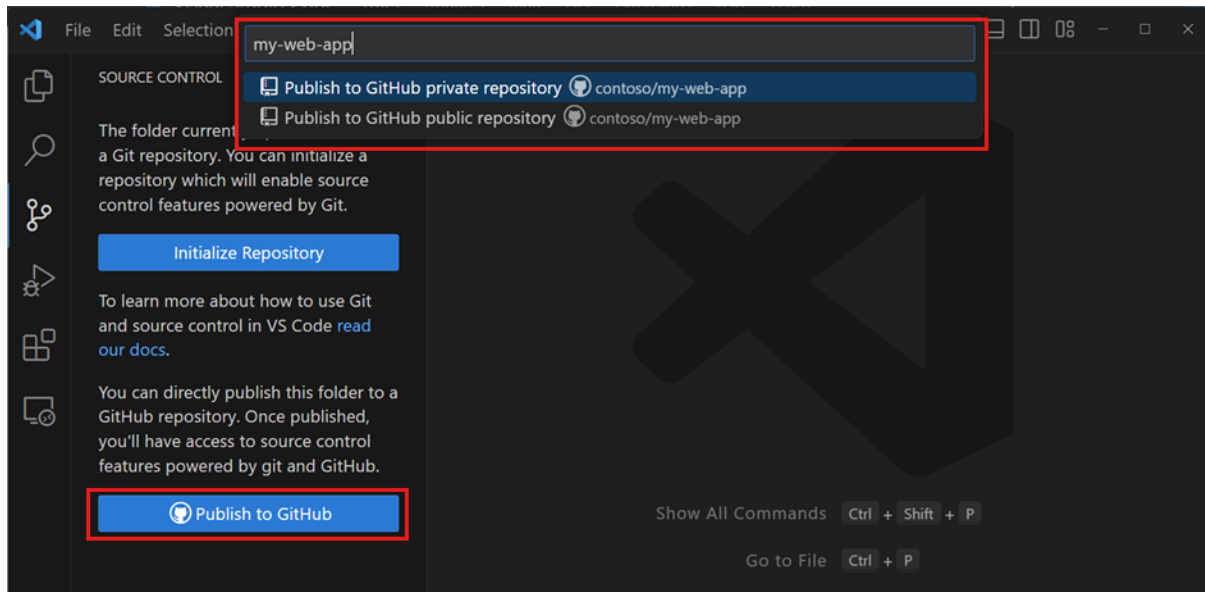 File Edit Selection
my-web-app
Publish to GitHub private repository contoso/my-web-app
Publish to GitHub public repository contoso/my-web-app
SOURCE CONTROL
The folder current
a Git repository. You can initialize a
repository which will enable source
control features powered by Git.
Initialize Repository
To learn more about how to use Git
and source control in VS Code read
our docs.
You can directly publish this folder to a
GitHub repository. Once published,
you'll have access to source control
features powered by git and GitHub.
Publish to GitHub
Show All Commands Ctrl + Shift + P
Go to File Ctrl + P